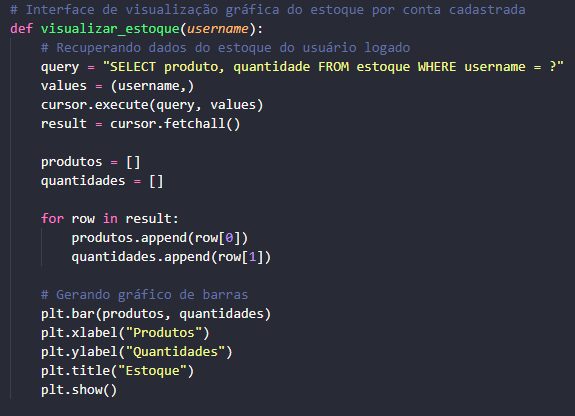 # Interface de visualização gráfica do estoque por conta cadastrada
def visualizar_estoque(username):
    # Recuperando dados do estoque do usuário logado
    query = "SELECT produto, quantidade FROM estoque WHERE username = ?"
    values = (username,)
    cursor.execute(query, values)
    result = cursor.fetchall()

    produtos = []
    quantidades = []

    for row in result:
        produtos.append(row[0])
        quantidades.append(row[1])

    # Gerando gráfico de barras
    plt.bar(produtos, quantidades)
    plt.xlabel("Produtos")
    plt.ylabel("Quantidades")
    plt.title("Estoque")
    plt.show()